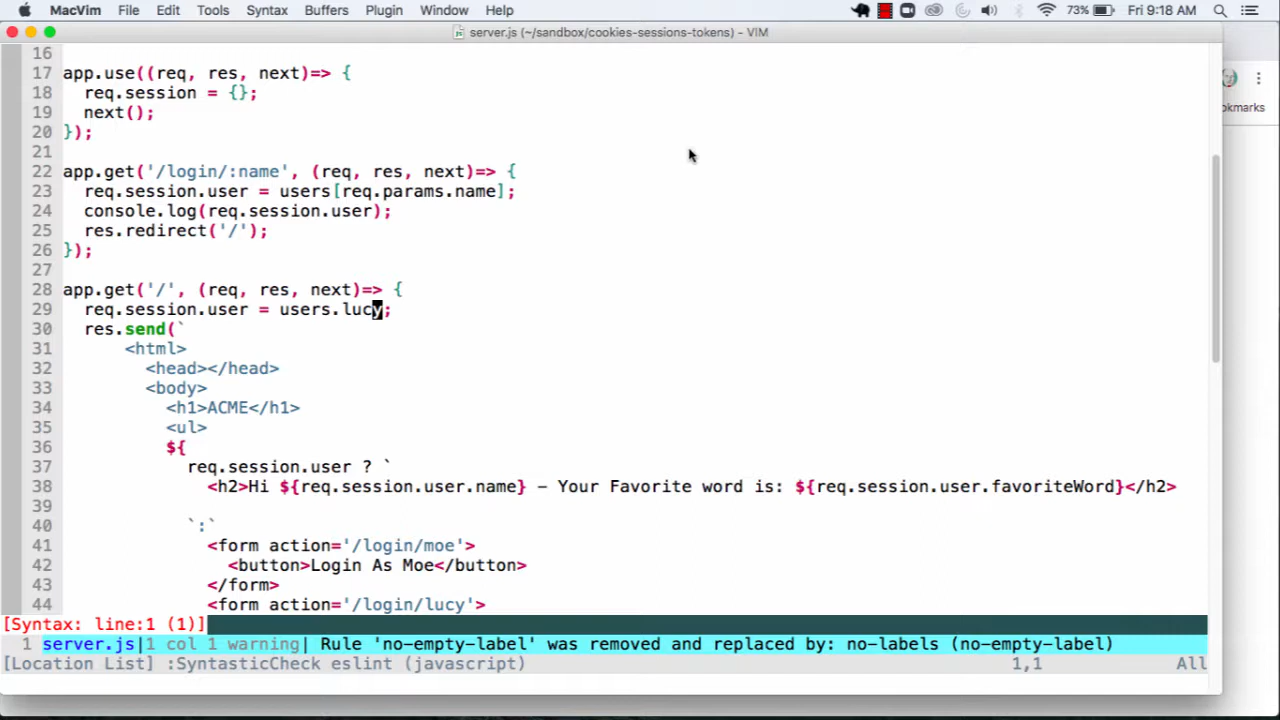 MacVim File Edit Tools Syntax Buffers Plugin Window Help 73% Fri 9:18 AM
server.js (~/sandbox/cookies-sessions-tokens) - VIM
okmarks
16
17 app.use((req, res, next)=> {
18   req.session = {};
19   next();
20 });
21
22 app.get('/login/:name', (req, res, next)=> {
23   req.session.user = users[req.params.name];
24   console.log(req.session.user);
25   res.redirect('/');
26 });
27
28 app.get('/', (req, res, next)=> {
29   req.session.user = users.lucy;
30   res.send(`
31       <html>
32         <head></head>
33         <body>
34           <h1>ACME</h1>
35           <ul>
36           ${
37             req.session.user ? `
38               <h2>Hi ${req.session.user.name} - Your Favorite word is: ${req.session.user.favoriteWord}</h2>
39
40             `:`
41               <form action='/login/moe'>
42                 <button>Login As Moe</button>
43               </form>
44               <form action='/login/lucy'>
[Syntax: line:1 (1)]
1 server.js|1 col 1 warning| Rule 'no-empty-label' was removed and replaced by: no-labels (no-empty-label)
[Location List] :SyntasticCheck eslint (javascript) 1,1 All